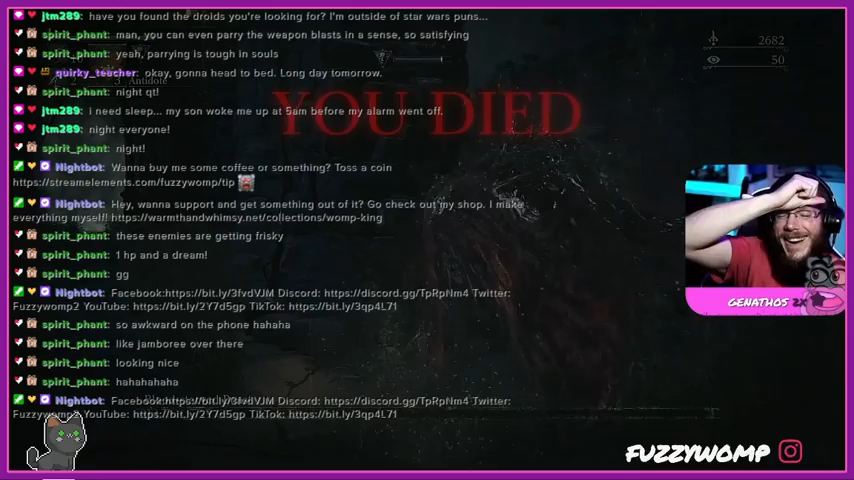 jtm289: have you found the droids you're looking for? I'm outside of star wars puns...
2682
spirit_phant: man, you can even parry the weapon blasts in a sense, so satisfying
spirit_phant: yeah, parrying is tough in souls
50
quirky_teacher: okay, gonna head to bed. Long day tomorrow.
Antidote
spirit_phant: night qt!
YOU DIED
jtm289: I need sleep... my son woke me up at 5am before my alarm went off.
jtm289: night everyone!
spirit_phant: night!
Nightbot: Wanna buy me some coffee or something? Toss a coin
https://streamelements.com/fuzzywomp/tip
Nightbot: Hey, wanna support and get something out of it? Go check out my shop. I make
everything myself! https://warmthandwhimsy.net/collections/womp-king
spirit_phant: these enemies are getting frisky
spirit_phant: 1 hp and a dream!
spirit_phant: gg
Nightbot: Facebook:https://bit.ly/3fvdVJM Discord: https://discord.gg/TpRpNm4 Twitter:
Fuzzywomp2 YouTube: https://bit.ly/2Y7d5gp TikTok: https://bit.ly/3qp4L71
GENATHOS 2X
spirit_phant: so awkward on the phone hahaha
spirit_phant: like jamboree over there
spirit_phant: looking nice
spirit_phant: hahahahaha
Nightbot: Facebook:https://bit.ly/3fvdVJM Discord: https://discord.gg/TpRpNm4 Twitter:
Fuzzywomp2 YouTube: https://bit.ly/2Y7d5gp TikTok: https://bit.ly/3qp4L71
FUZZYWOMP